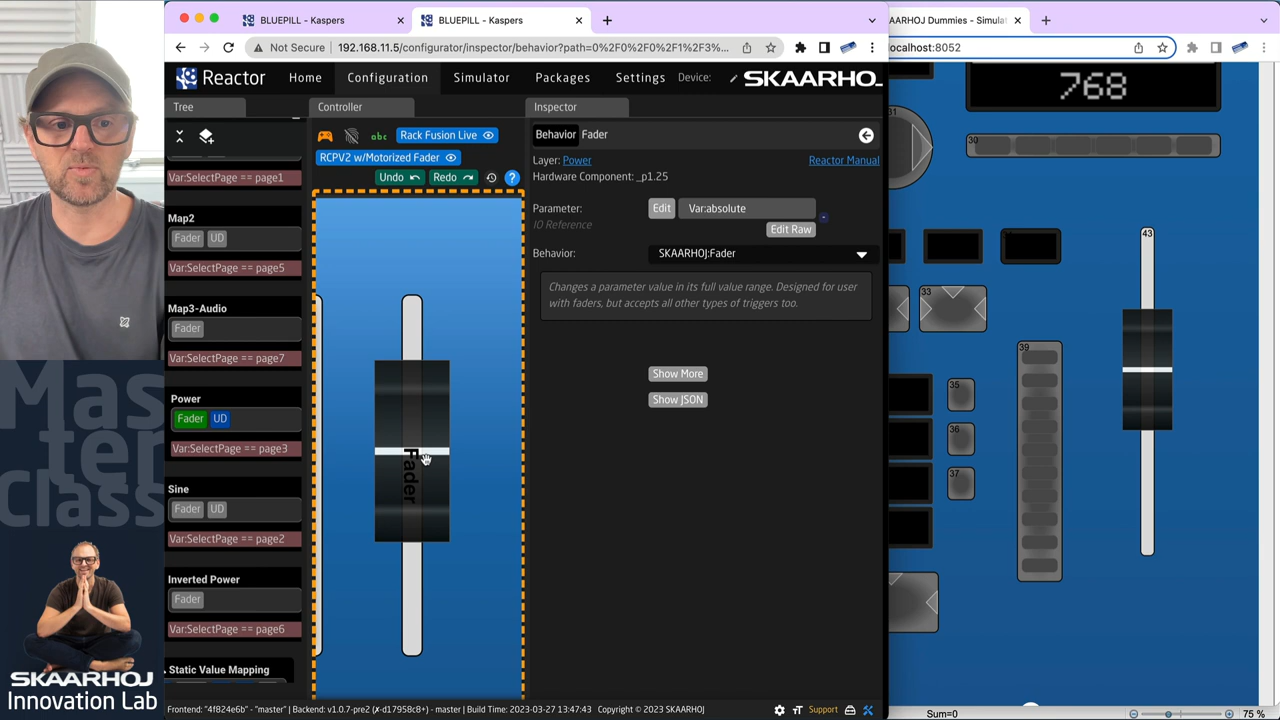 BLUEPILL - Kaspers
BLUEPILL - Kaspers
AARHOJ Dummies - Simula
Not Secure 192.168.11.5/configurator/inspector/behavior?path=0%2F0%2F0%2F1%2F3%...
ocalhost:8052
Reactor
Home
Configuration
Simulator
Packages
Settings
Device:
SKAARHO
Tree
Controller
Inspector
abc
Rack Fusion Live
RCPV2 w/Motorized Fader
Undo
Redo
?
Behavior Fader
Layer: Power
Reactor Manual
Hardware Component: _p1.25
Parameter:
IO Reference
Edit
Var:absolute
Edit Raw
Behavior:
SKAARHOJ:Fader
Changes a parameter value in its full value range. Designed for user
with faders, but accepts all other types of triggers too.
Show More
Show JSON
Var:SelectPage == page1
Map2
Fader UD
Var:SelectPage == page5
Map3-Audio
Fader
Var:SelectPage == page7
Power
Fader UD
Var:SelectPage == page3
Sine
Fader UD
Var:SelectPage == page2
Inverted Power
Fader
Var:SelectPage == page6
Static Value Mapping
Fader
768
30
43
33
39
35
36
37
Master
Class
SKAARHOJ
Innovation Lab
Frontend: "4f824e6b" - "master" | Backend: v1.0.7-pre2 (✗-d17958c8+) - master | Build Time: 2023-03-27 13:47:43 Copyright © 2023 SKAARHOJ
Support
Sum=0
75 %